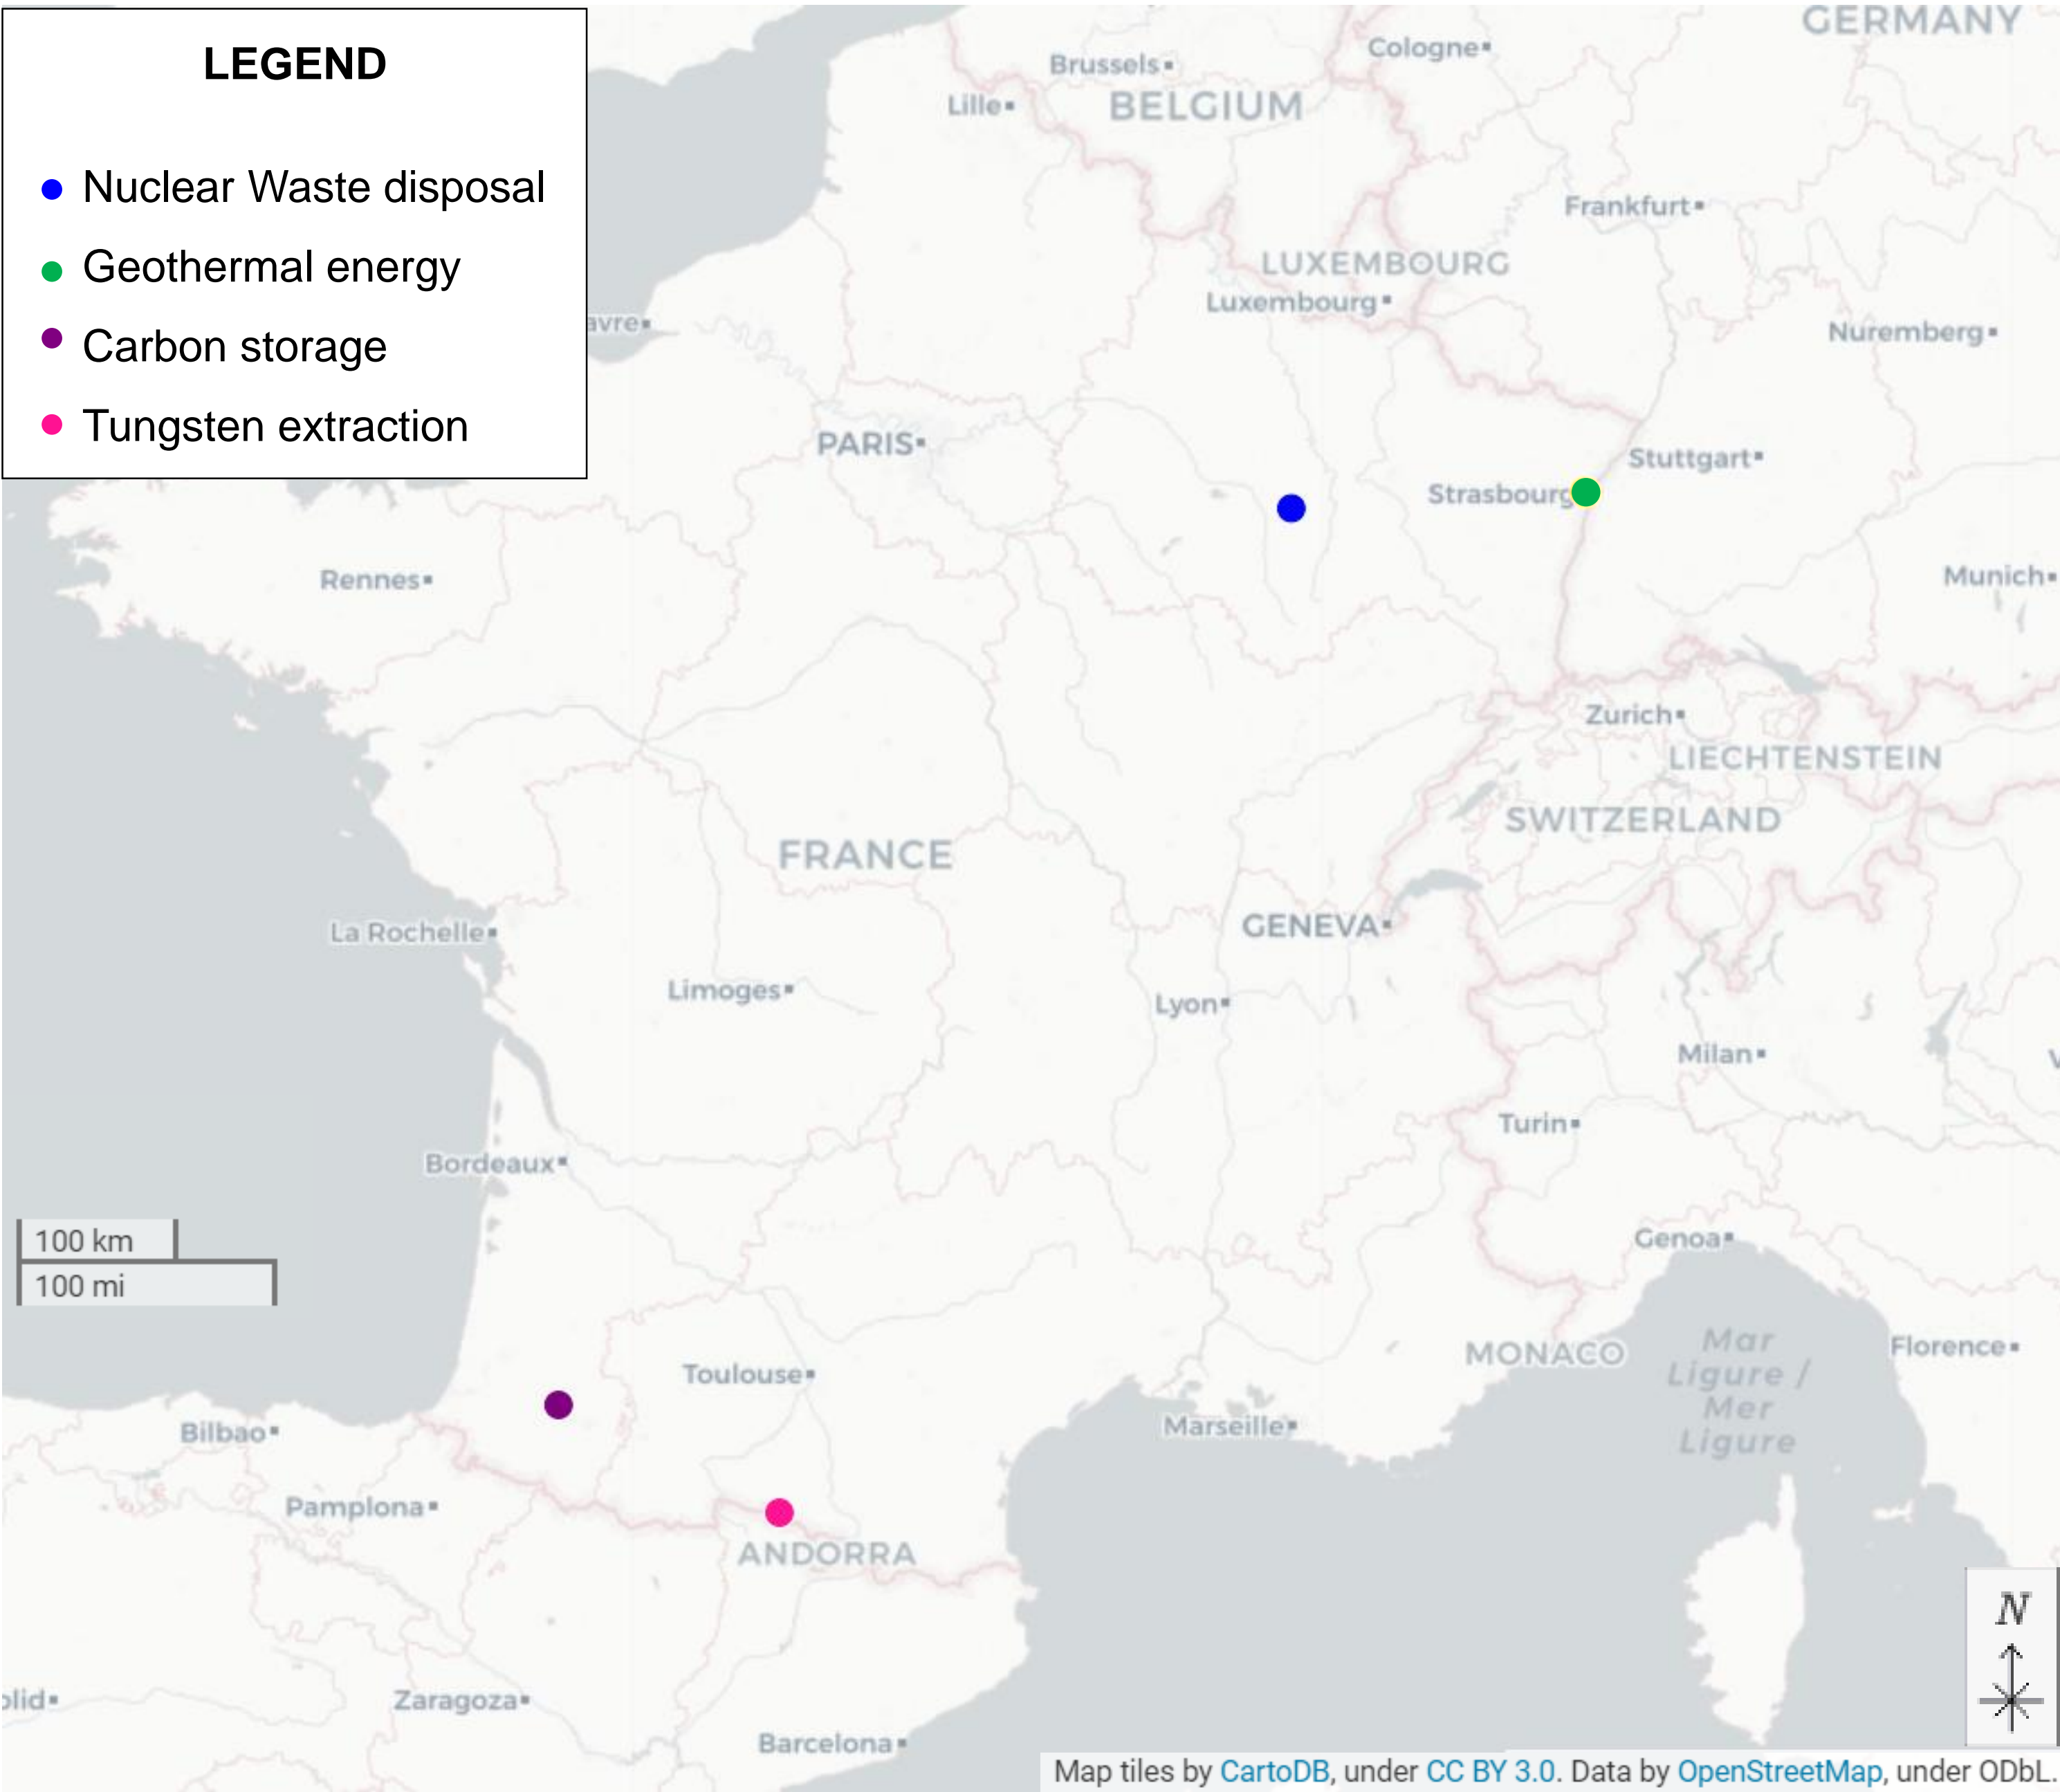 LEGEND
Nuclear Waste disposal
Geothermal energy
Carbon storage
Tungsten extraction
GERMANY
Cologne
Brussels
Lille
BELGIUM
Frankfurt
LUXEMBOURG
Luxembourg
avre
Nuremberg
PARIS
Stuttgart
Strasbourg
Rennes
Munich
Zurich
LIECHTENSTEIN
SWITZERLAND
FRANCE
GENEVA
La Rochelle
Limoges
Lyon
Milan
V
Turin
Bordeaux
100 km
100 mi
Genoa
MONACO
Mar
Ligure /
Mer
Ligure
Florence
Toulouse
Marseille
Bilbao
Pamplona
ANDORRA
N
Zaragoza
olid
Barcelona
Map tiles by CartoDB, under CC BY 3.0. Data by OpenStreetMap, under ODbL.